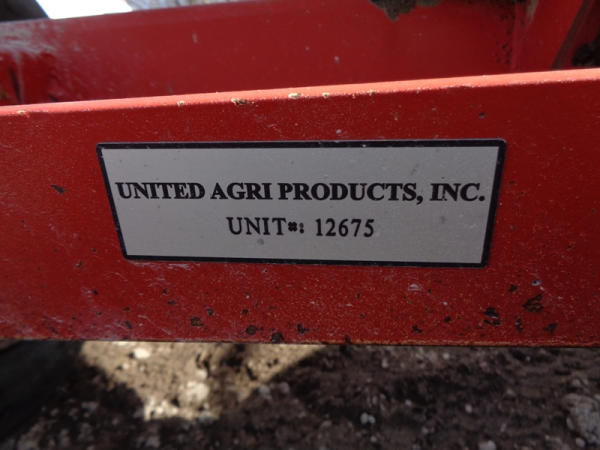 UNITED AGRI PRODUCTS, INC.
UNIT#: 12675